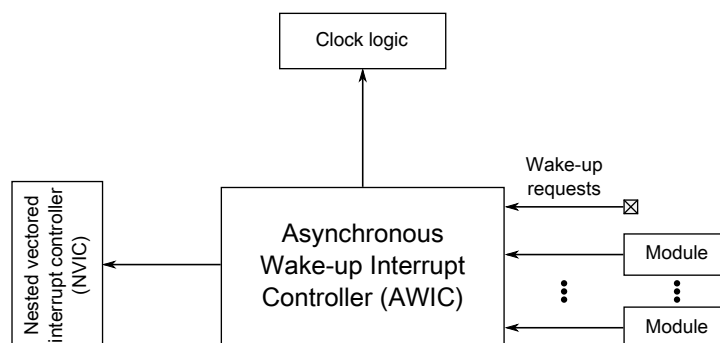 Clock logic
Wake-up
requests
Nested vectored
interrupt controller
(NVIC)
Asynchronous
Wake-up Interrupt
Controller (AWIC)
Module
Module